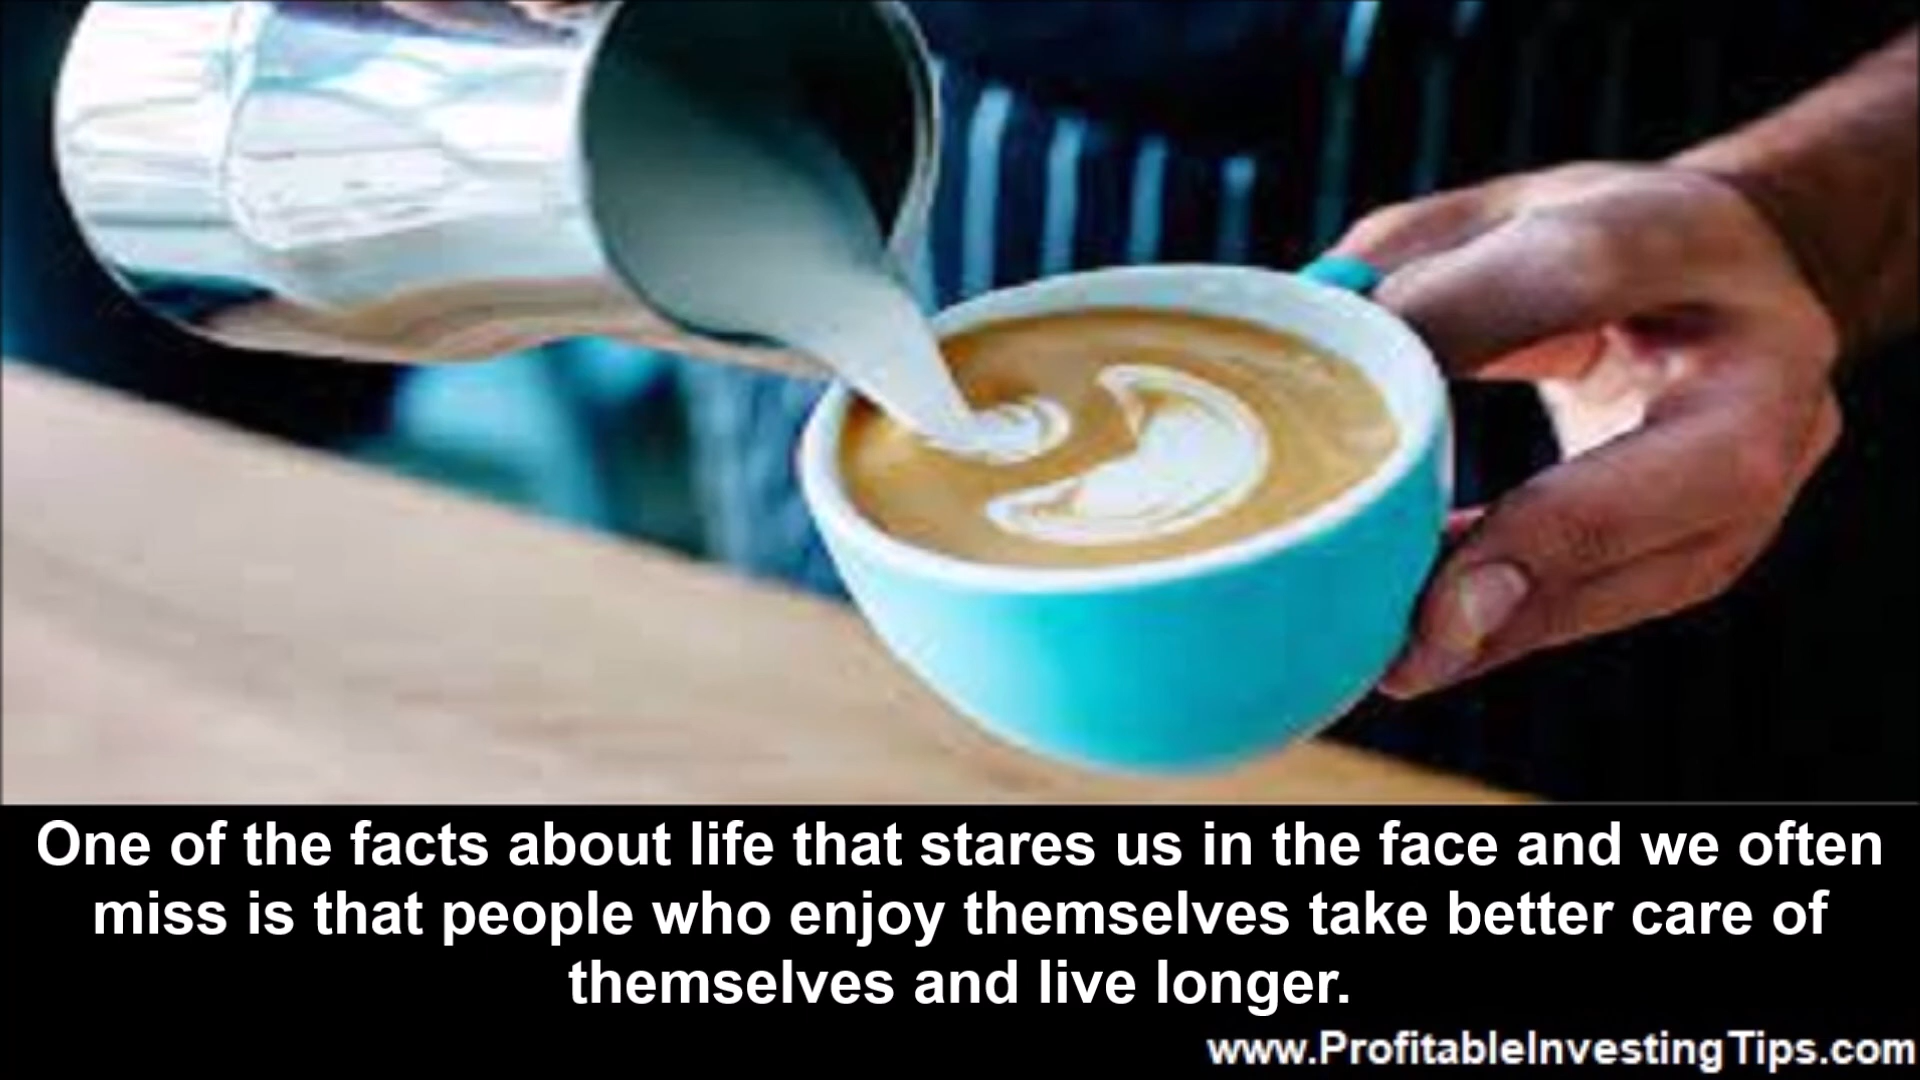 One of the facts about life that stares us in the face and we often
miss is that people who enjoy themselves take better care of
themselves and live longer.
www.ProfitableInvestingTips.com